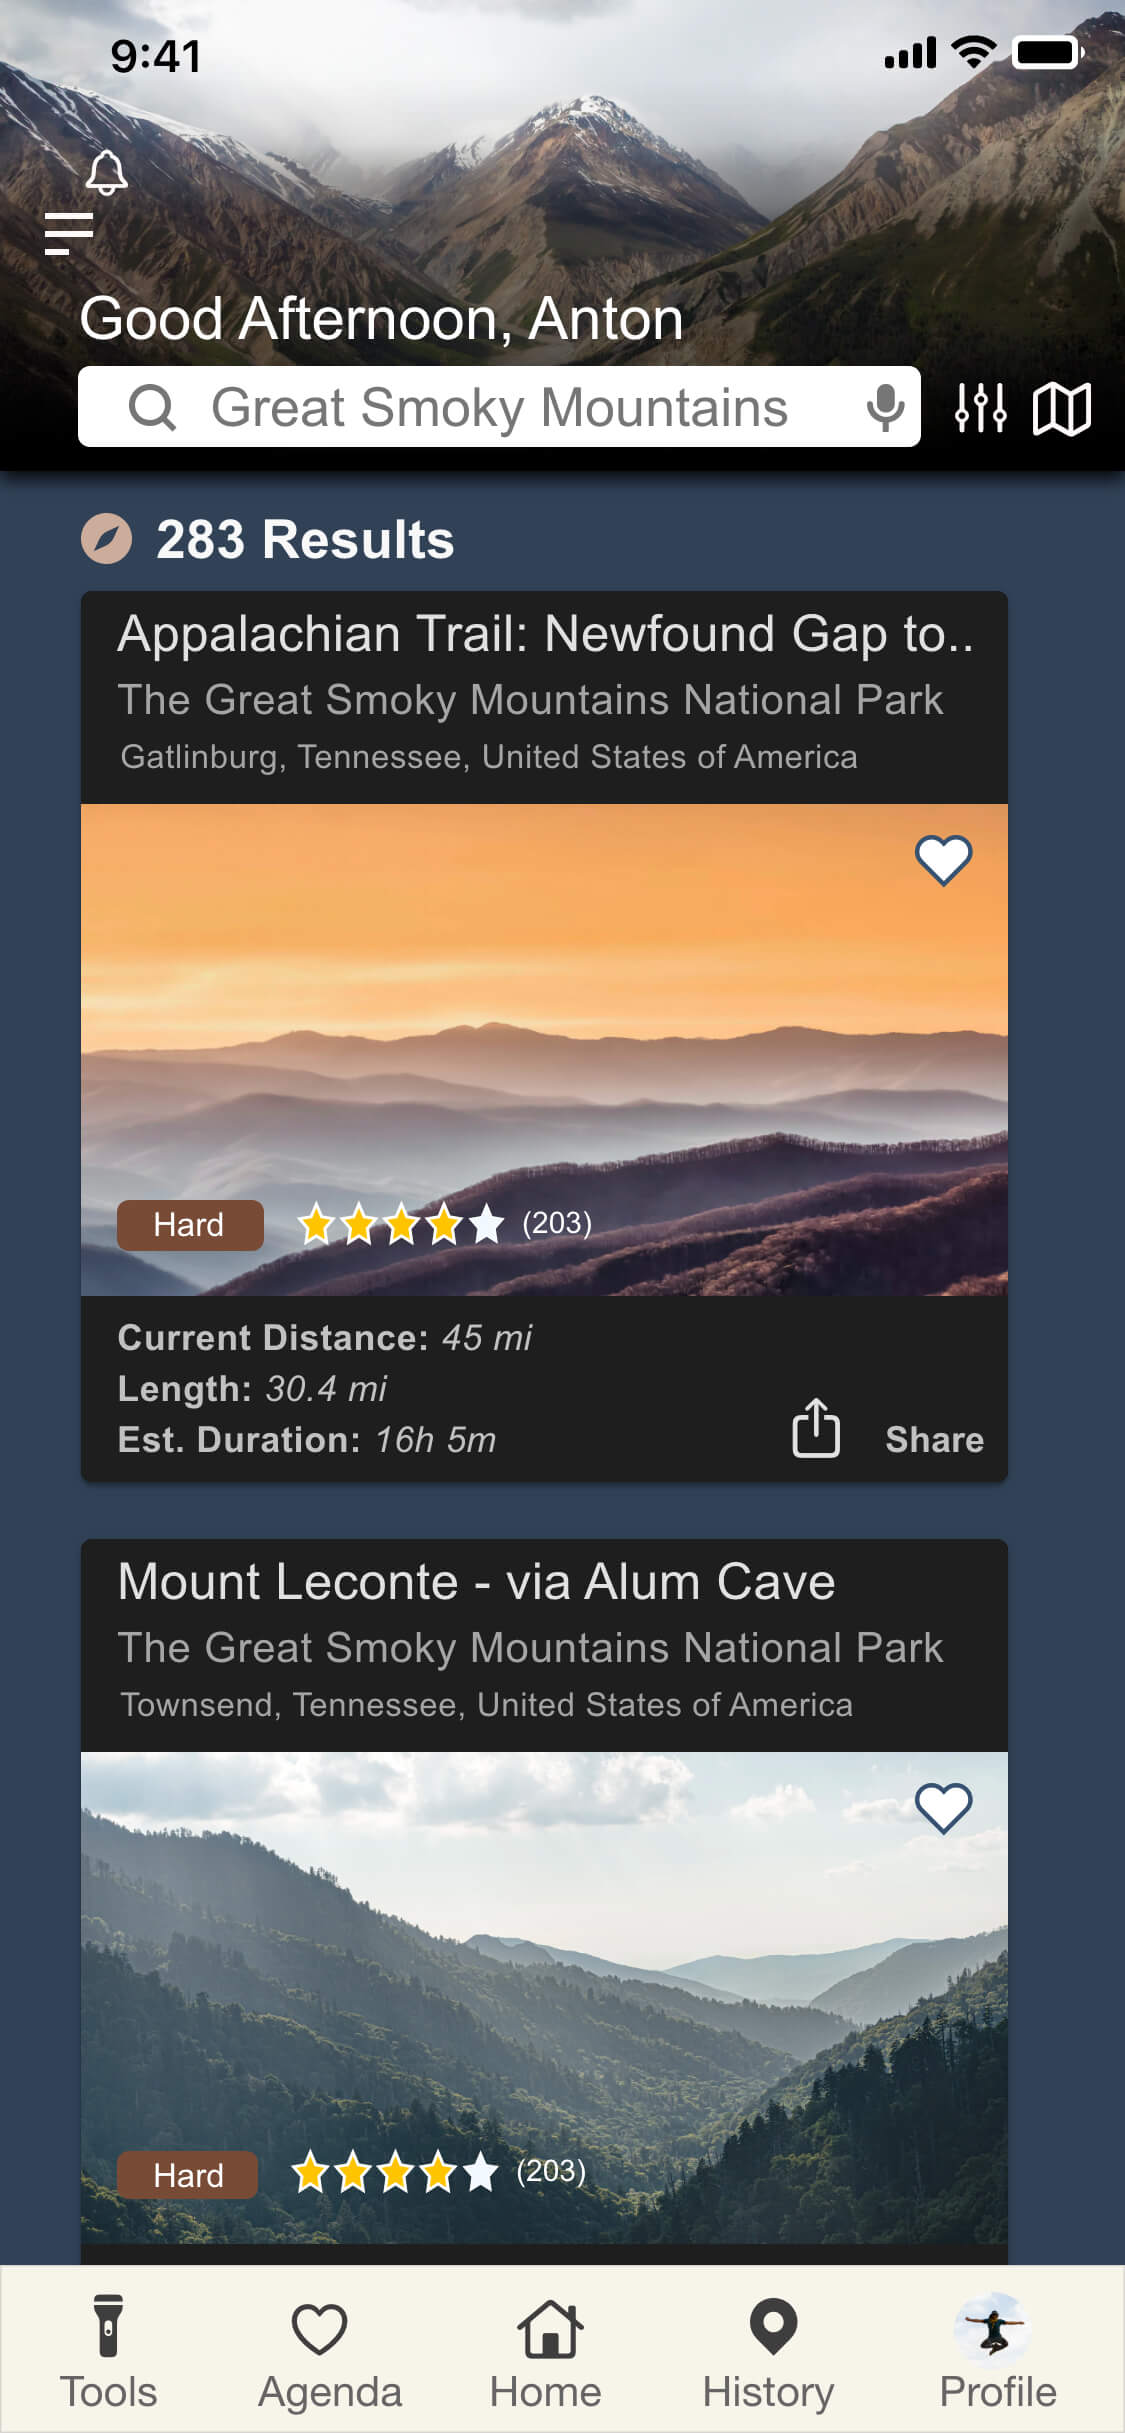 9:41
Good Afternoon, Anton
Great Smoky Mountains
283 Results
Appalachian Trail: Newfound Gap to..
The Great Smoky Mountains National Park
Gatlinburg, Tennessee, United States of America
Hard (203)
Current Distance: 45 mi
Length: 30.4 mi
Est. Duration: 16h 5m
Share
Mount Leconte - via Alum Cave
The Great Smoky Mountains National Park
Townsend, Tennessee, United States of America
Hard (203)
Tools Agenda Home History Profile